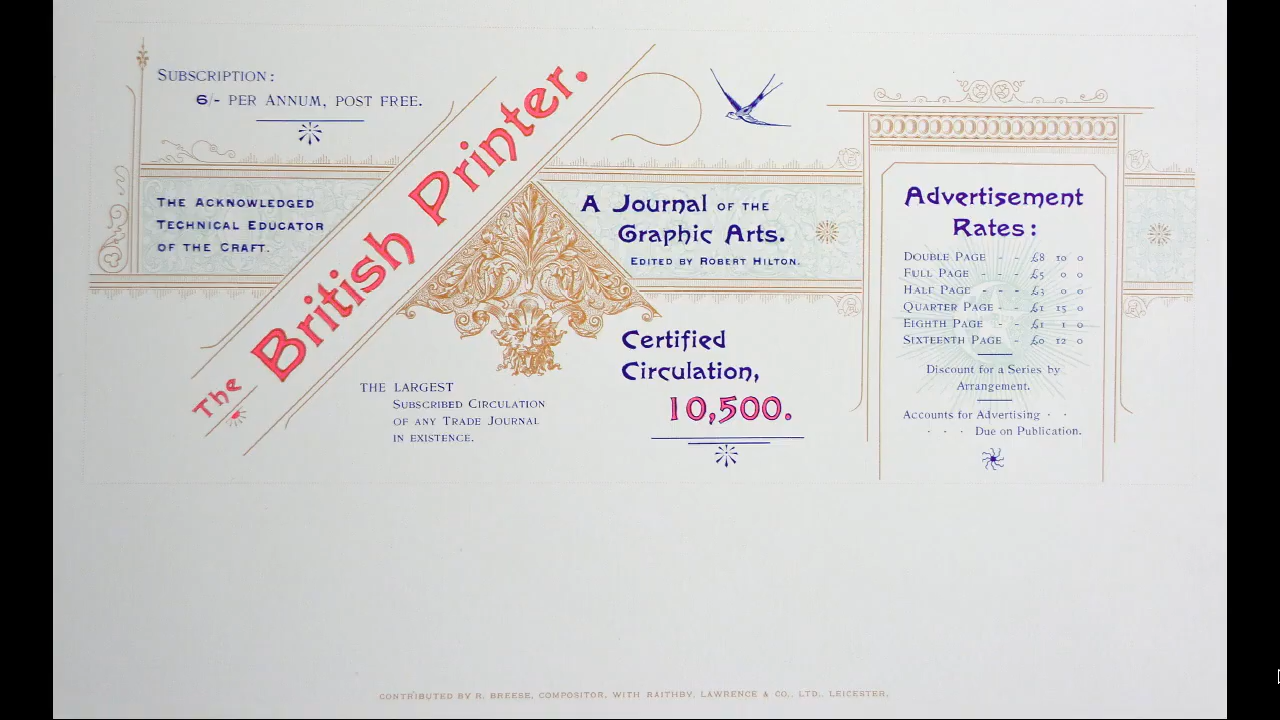 SUBSCRIPTION:
6/- PER ANNUM, POST FREE.
The British Printer.
THE ACKNOWLEDGED
TECHNICAL EDUCATOR
OF THE CRAFT.
A Journal OF THE
Graphic Arts.
EDITED BY ROBERT HILTON.
THE LARGEST
SUBSCRIBED CIRCULATION
OF ANY TRADE JOURNAL
IN EXISTENCE.
Certified
Circulation,
10,500.
Advertisement
Rates:
DOUBLE PAGE - - £8 10 0
FULL PAGE - - - £5 0 0
HALF PAGE - - - £3 0 0
QUARTER PAGE - £1 15 0
EIGHTH PAGE - - £1 1 0
SIXTEENTH PAGE - £0 12 0
Discount for a Series by
Arrangement.
Accounts for Advertising · ·
· · · Due on Publication.
CONTRIBUTED BY R. BREESE, COMPOSITOR, WITH RAITHBY, LAWRENCE & CO., LTD., LEICESTER.